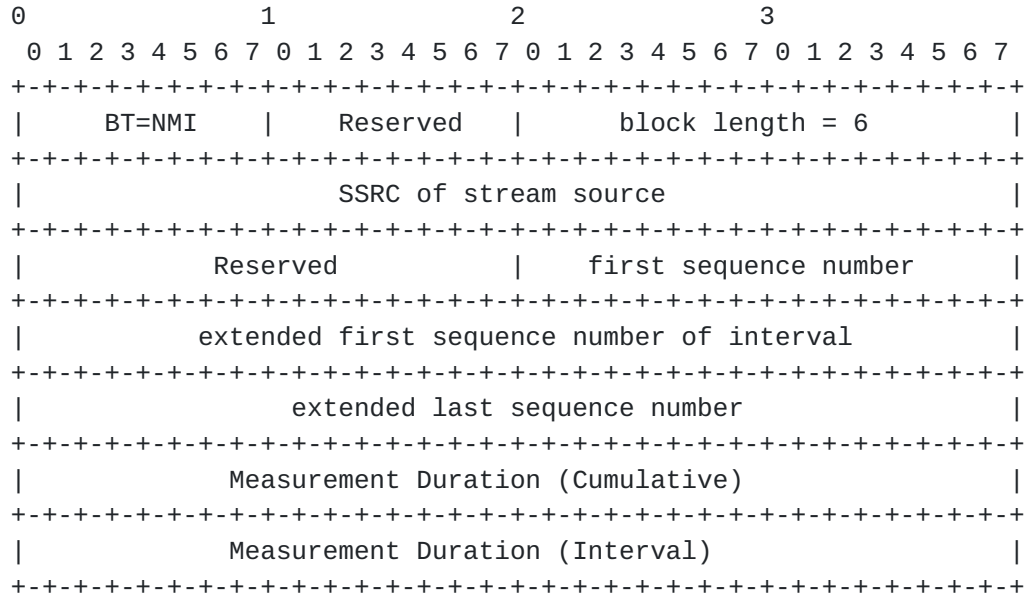 0               1               2               3
 0 1 2 3 4 5 6 7 0 1 2 3 4 5 6 7 0 1 2 3 4 5 6 7 0 1 2 3 4 5 6 7
+-+-+-+-+-+-+-+-+-+-+-+-+-+-+-+-+-+-+-+-+-+-+-+-+-+-+-+-+-+-+-+-+
|     BT=NMI    |    Reserved   |      block length = 6         |
+-+-+-+-+-+-+-+-+-+-+-+-+-+-+-+-+-+-+-+-+-+-+-+-+-+-+-+-+-+-+-+-+
|                    SSRC of stream source                      |
+-+-+-+-+-+-+-+-+-+-+-+-+-+-+-+-+-+-+-+-+-+-+-+-+-+-+-+-+-+-+-+-+
|            Reserved           |    first sequence number      |
+-+-+-+-+-+-+-+-+-+-+-+-+-+-+-+-+-+-+-+-+-+-+-+-+-+-+-+-+-+-+-+-+
|           extended first sequence number of interval          |
+-+-+-+-+-+-+-+-+-+-+-+-+-+-+-+-+-+-+-+-+-+-+-+-+-+-+-+-+-+-+-+-+
|                 extended last sequence number                 |
+-+-+-+-+-+-+-+-+-+-+-+-+-+-+-+-+-+-+-+-+-+-+-+-+-+-+-+-+-+-+-+-+
|             Measurement Duration (Cumulative)                 |
+-+-+-+-+-+-+-+-+-+-+-+-+-+-+-+-+-+-+-+-+-+-+-+-+-+-+-+-+-+-+-+-+
|             Measurement Duration (Interval)                   |
+-+-+-+-+-+-+-+-+-+-+-+-+-+-+-+-+-+-+-+-+-+-+-+-+-+-+-+-+-+-+-+-+